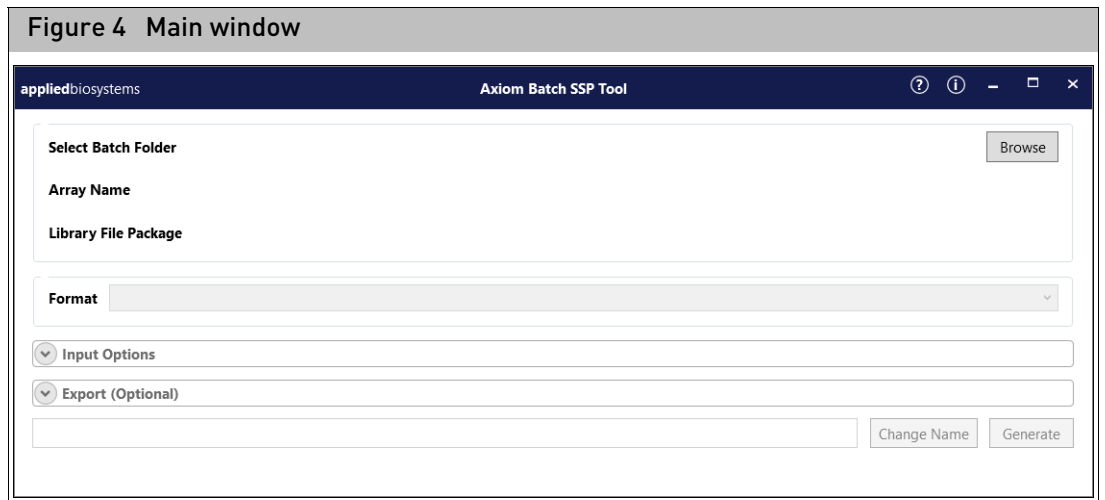 Figure 4 Main window
appliedbiosystems Axiom Batch SSP Tool
Select Batch Folder Browse
Array Name
Library File Package
Format
Input Options
Export (Optional)
Change Name Generate